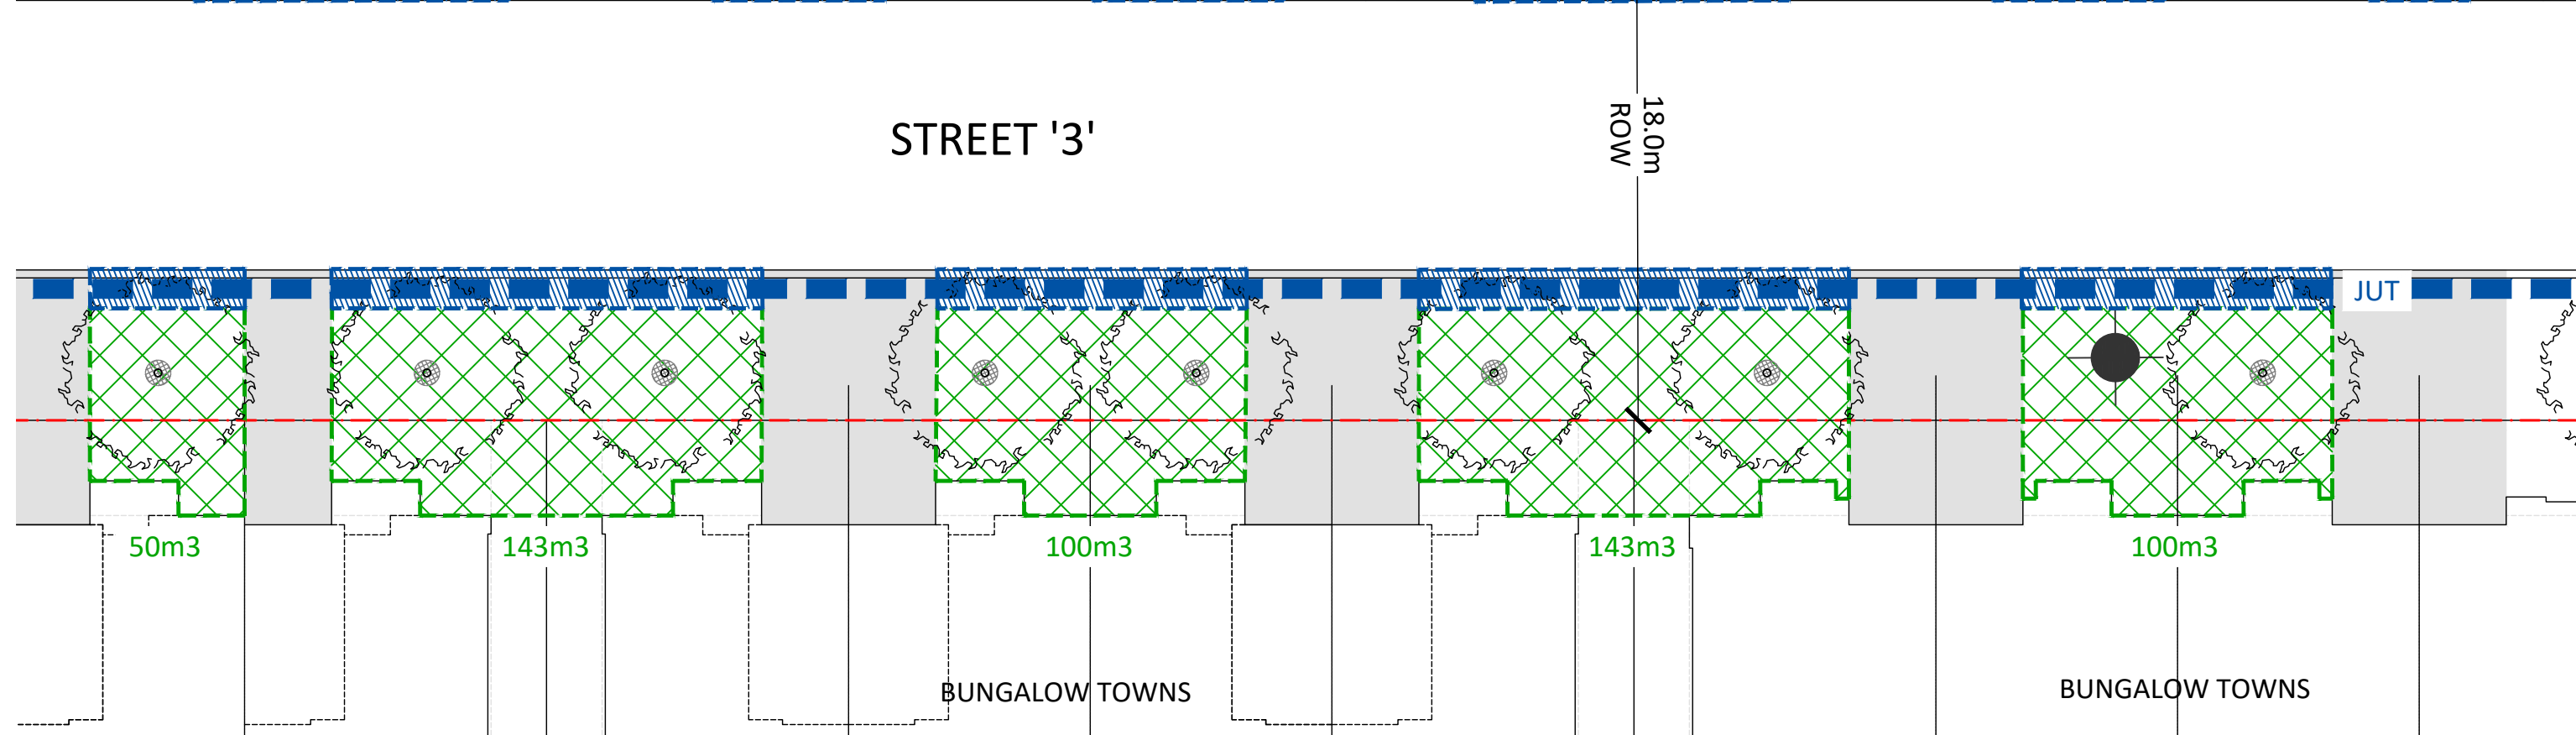 STREET '3'
18.0m
ROW
JUT
50m3
143m3
100m3
143m3
100m3
BUNGALOW TOWNS
BUNGALOW TOWNS